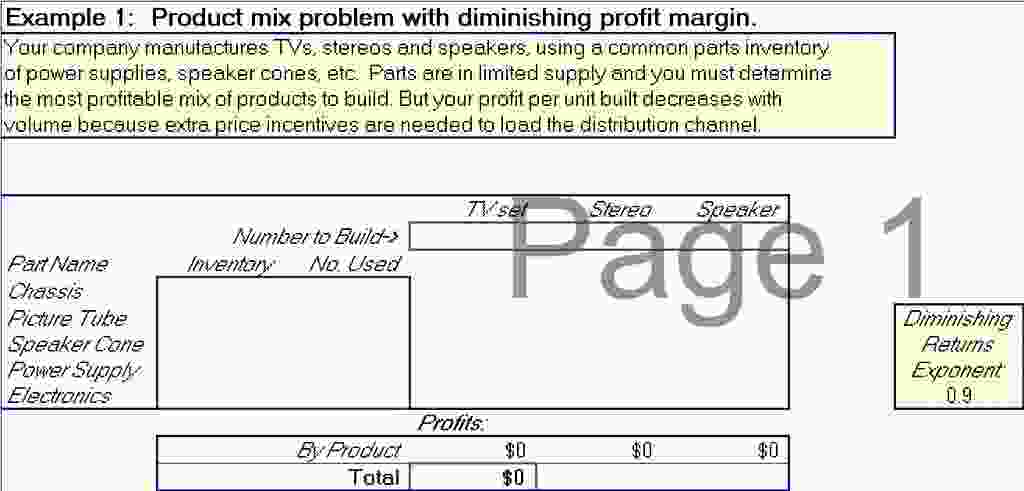 Example 1: Product mix problem with diminishing profit margin.
Your company manufactures TVs, stereos and speakers, using a common parts inventory
of power supplies, speaker cones, etc. Parts are in limited supply and you must determine
the most profitable mix of products to build. But your profit per unit built decreases with
volume because extra price incentives are needed to load the distribution channel.
TV set Stereo Speaker
Number to Build->
Part Name Inventory No. Used
Chassis
Picture Tube
Speaker Cone
Power Supply
Electronics
Page 1
Diminishing
Returns
Exponent
0.9
Profits:
By Product $0 $0 $0
Total $0